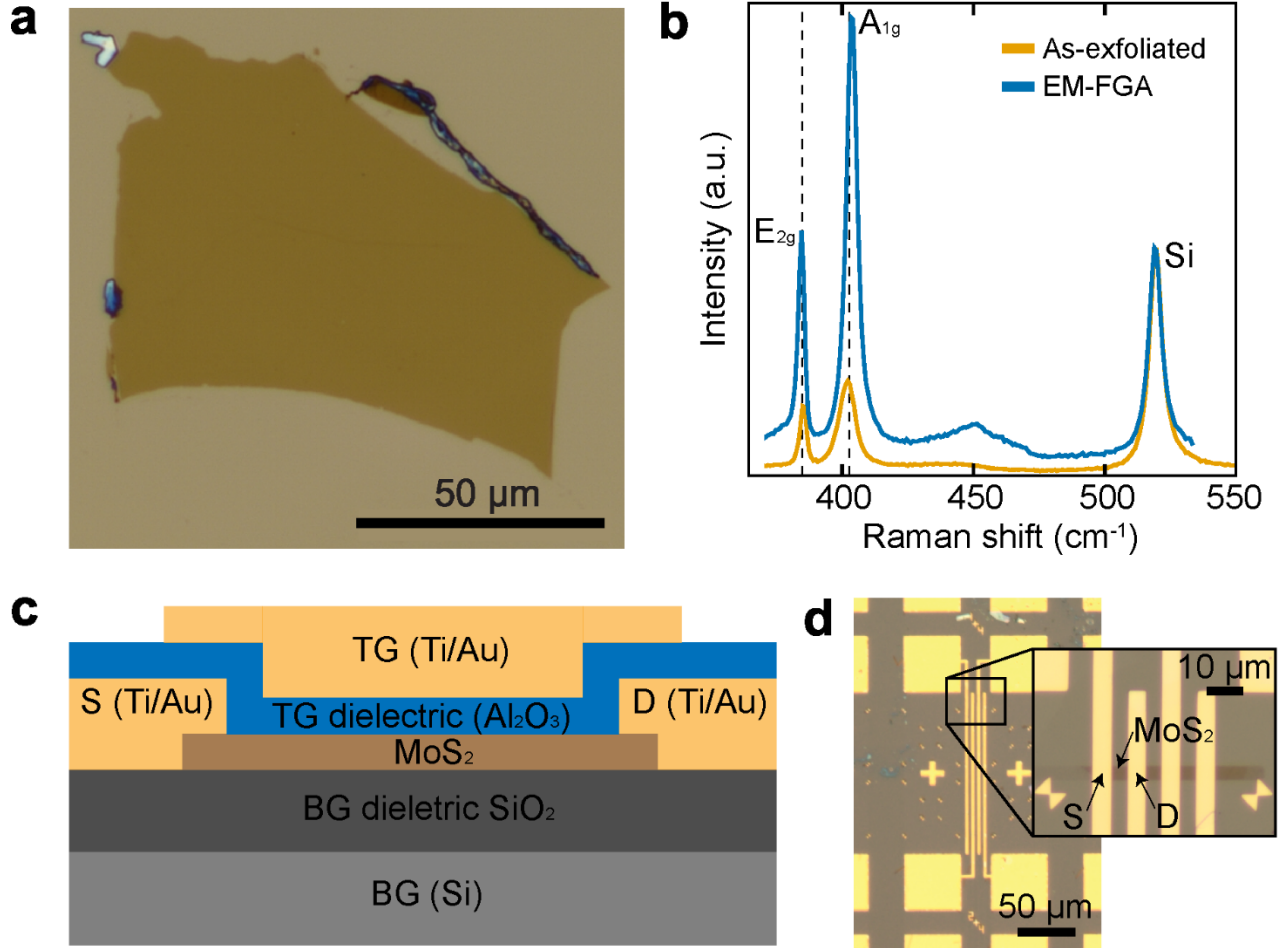 a
50 µm
b
A1g
As-exfoliated
EM-FGA
E2g
Si
Intensity (a.u.)
400
450
500
550
Raman shift (cm-1)
c
TG (Ti/Au)
S (Ti/Au)
D (Ti/Au)
TG dielectric (Al2O3)
MoS2
BG dieletric SiO2
BG (Si)
d
10 µm
MoS2
S
D
50 µm